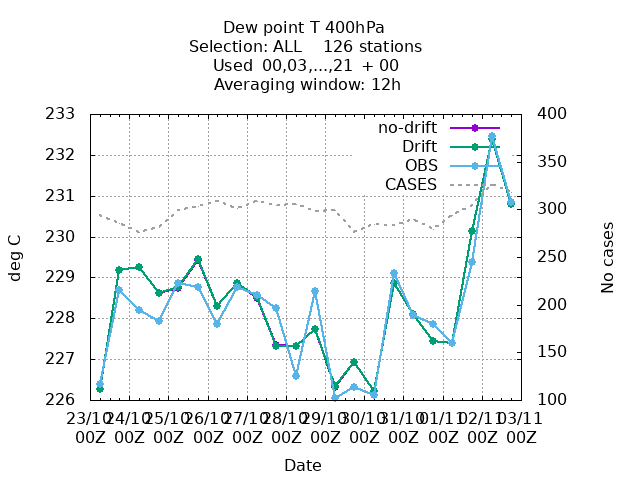 Dew point T 400hPa
Selection: ALL    126 stations
Used  00,03,...,21  + 00
Averaging window: 12h
no-drift
Drift
OBS
CASES
deg C
233
232
231
230
229
228
227
226
No cases
400
350
300
250
200
150
100
23/10 24/10 25/10 26/10 27/10 28/10 29/10 30/10 31/10 01/11 02/11 03/11
00Z 00Z 00Z 00Z 00Z 00Z 00Z 00Z 00Z 00Z 00Z 00Z
Date